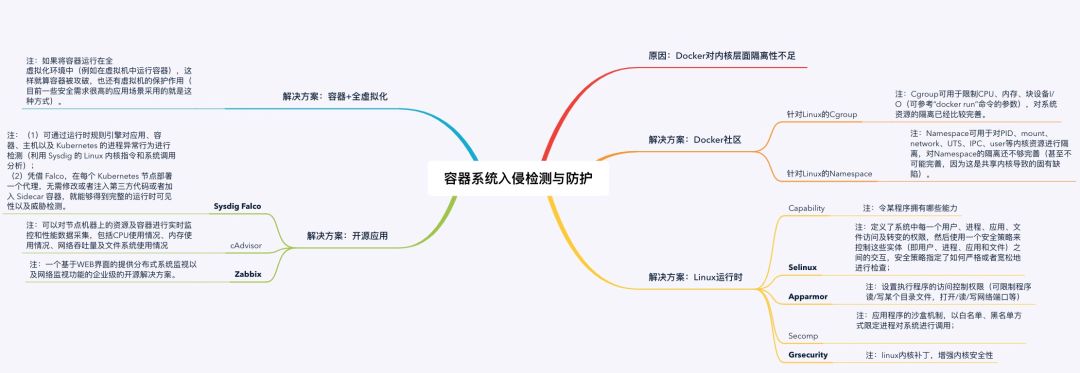 容器系统入侵检测与防护
原因：Docker对内核层面隔离性不足
解决方案：Docker社区
针对Linux的Cgroup
注：Cgroup可用于限制CPU、内存、块设备I/
O（可参考“docker run”命令的参数），对系统
资源的隔离已经比较完善。
针对Linux的Namespace
注：Namespace可用于对PID、mount、
network、UTS、IPC、user等内核资源进行隔
离，对Namespace的隔离还不够完善（甚至不
可能完善，因为这是共享内核导致的固有缺
陷）。
解决方案：Linux运行时
Capability
注：令某程序拥有哪些能力
Selinux
注：定义了系统中每一个用户、进程、应用、文
件访问及转变的权限，然后使用一个安全策略来
控制这些实体（即用户、进程、应用和文件）之
间的交互，安全策略指定了如何严格或者宽松地
进行检查；
Apparmor
注：设置执行程序的访问控制权限（可限制程序
读/写某个目录文件，打开/读/写网络端口等）
Secomp
注：应用程序的沙盒机制，以白名单、黑名单方
式限定进程对系统进行调用；
Grsecurity
注：linux内核补丁，增强内核安全性
解决方案：容器+全虚拟化
注：如果将容器运行在全
虚拟化环境中（例如在虚拟机中运行容器），这
样就算容器被攻破，也还有虚拟机的保护作用（
目前一些安全需求很高的应用场景采用的就是这
种方式）。
解决方案：开源应用
Sysdig Falco
注：（1）可通过运行时规则引擎对应用、容
器、主机以及 Kubernetes 的进程异常行为进行
检测（利用 Sysdig 的 Linux 内核指令和系统调用
分析）；
（2）凭借 Falco，在每个 Kubernetes 节点部署
一个代理，无需修改或者注入第三方代码或者加
入 Sidecar 容器，就能够得到完整的运行时可见
性以及威胁检测。
cAdvisor
注：可以对节点机器上的资源及容器进行实时监
控和性能数据采集，包括CPU使用情况、内存使
用情况、网络吞吐量及文件系统使用情况
Zabbix
注：一个基于WEB界面的提供分布式系统监视以
及网络监视功能的企业级的开源解决方案。